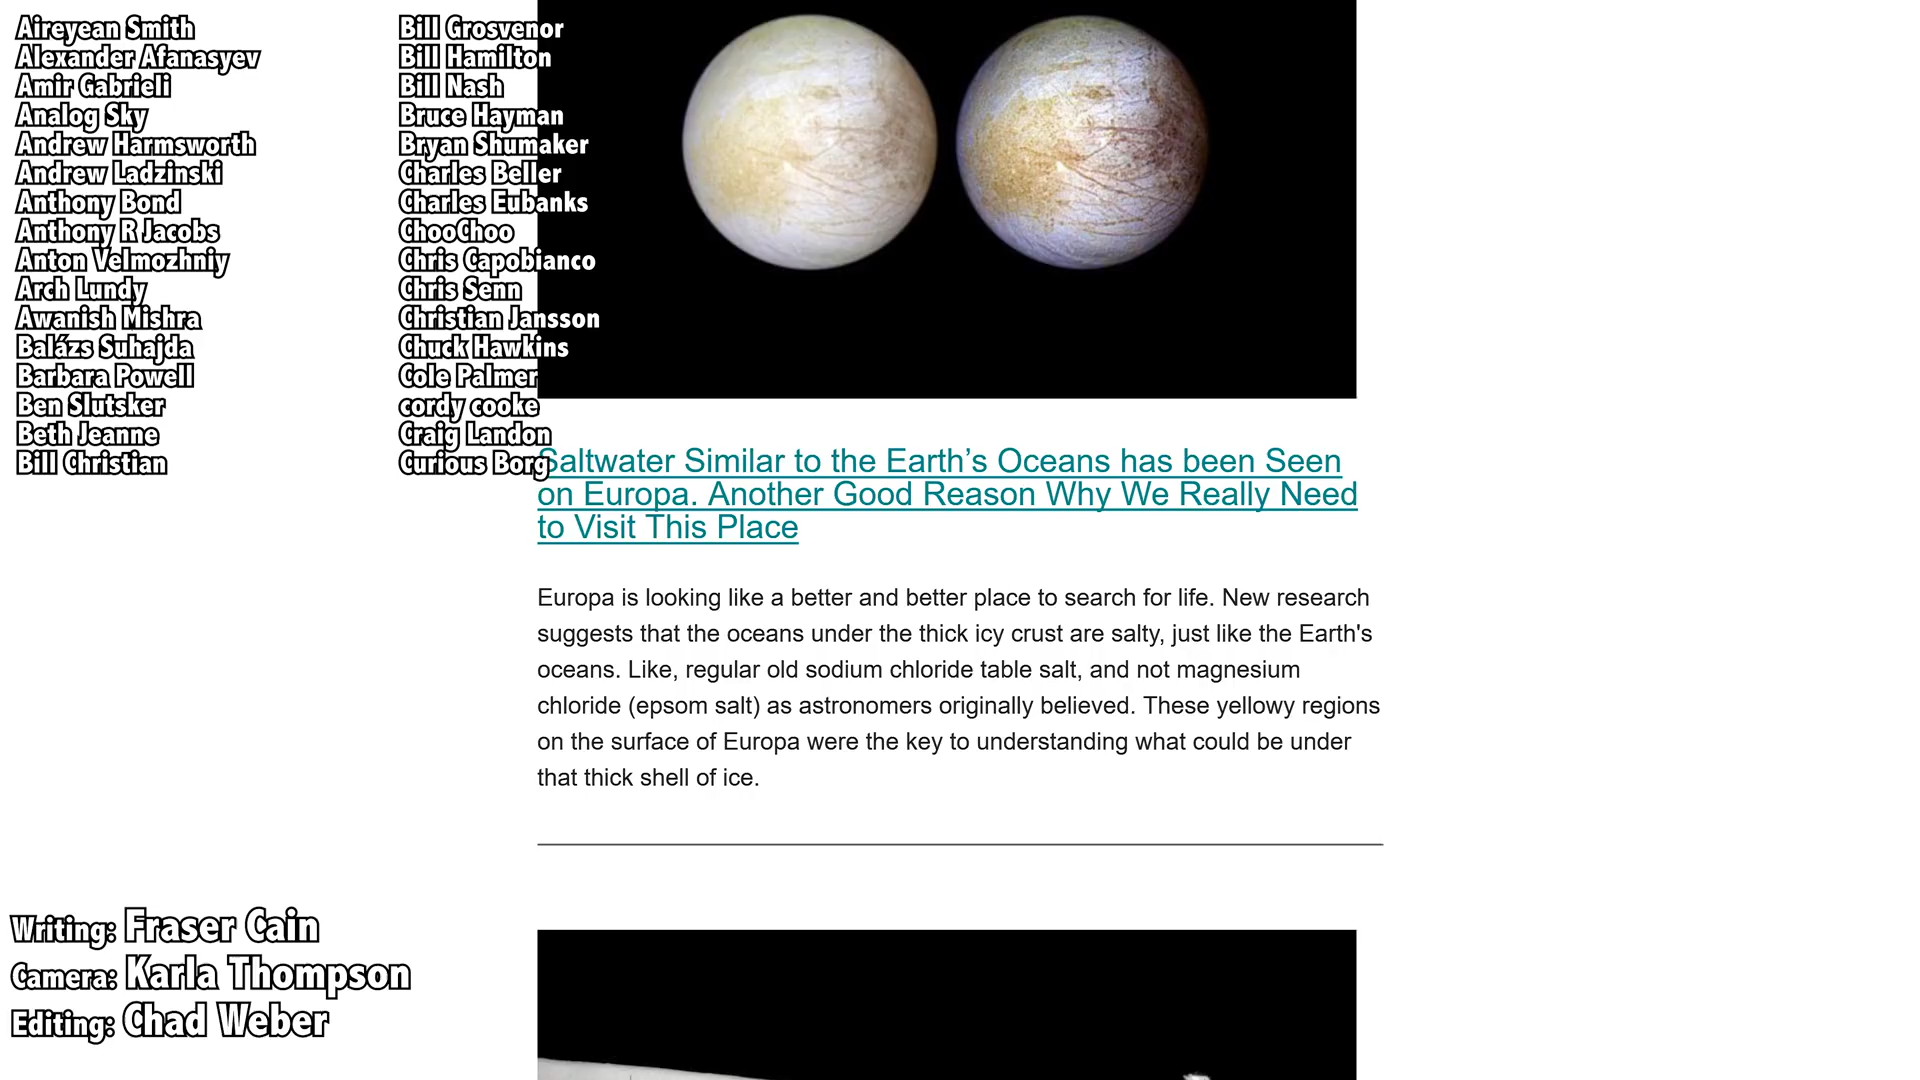 Aireyean Smith
Alexander Afanasyev
Amir Gabrieli
Analog Sky
Andrew Harmsworth
Andrew Ladzinski
Anthony Bond
Anthony R Jacobs
Anton Velmozhniy
Arch Lundy
Awanish Mishra
Balázs Suhajda
Barbara Powell
Ben Slutsker
Beth Jeanne
Bill Christian
Bill Grosvenor
Bill Hamilton
Bill Nash
Bruce Hayman
Bryan Shumaker
Charles Beller
Charles Eubanks
ChooChoo
Chris Capobianco
Chris Senn
Christian Jansson
Chuck Hawkins
Cole Palmer
cordy cooke
Craig Landon
Curious Borg
Saltwater Similar to the Earth’s Oceans has been Seen
on Europa. Another Good Reason Why We Really Need
to Visit This Place
Europa is looking like a better and better place to search for life. New research
suggests that the oceans under the thick icy crust are salty, just like the Earth's
oceans. Like, regular old sodium chloride table salt, and not magnesium
chloride (epsom salt) as astronomers originally believed. These yellowy regions
on the surface of Europa were the key to understanding what could be under
that thick shell of ice.
Writing: Fraser Cain
Camera: Karla Thompson
Editing: Chad Weber